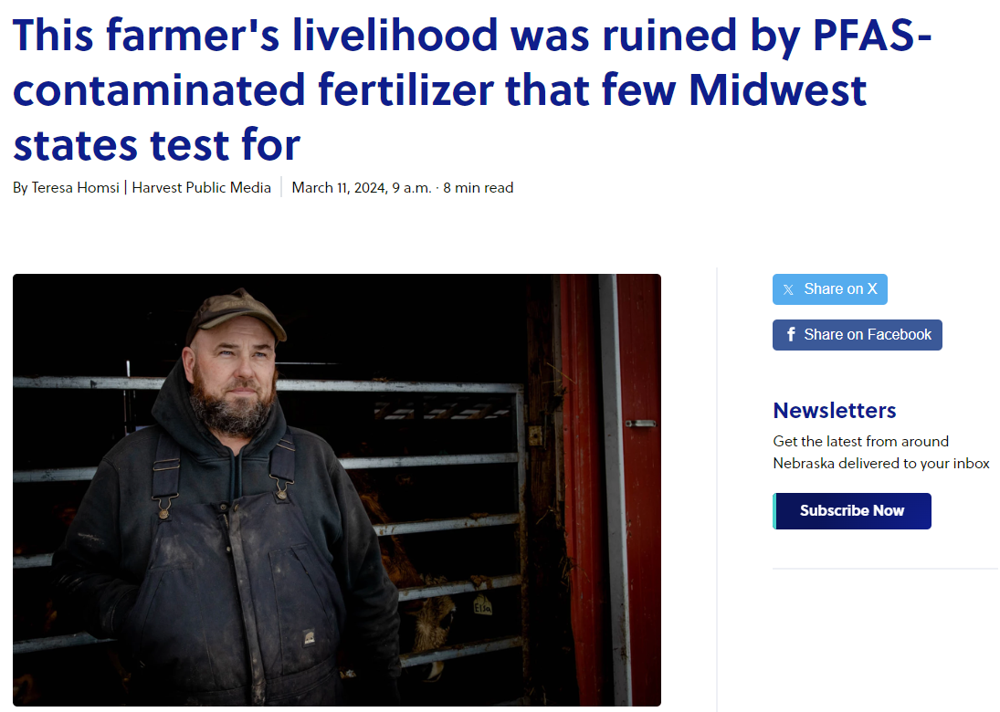 This farmer's livelihood was ruined by PFAS-
contaminated fertilizer that few Midwest
states test for
By Teresa Homsi | Harvest Public Media
March 11, 2024, 9 a.m. · 8 min read
𝕏 Share on X
f Share on Facebook
Newsletters
Get the latest from around
Nebraska delivered to your inbox
Subscribe Now
Elsa